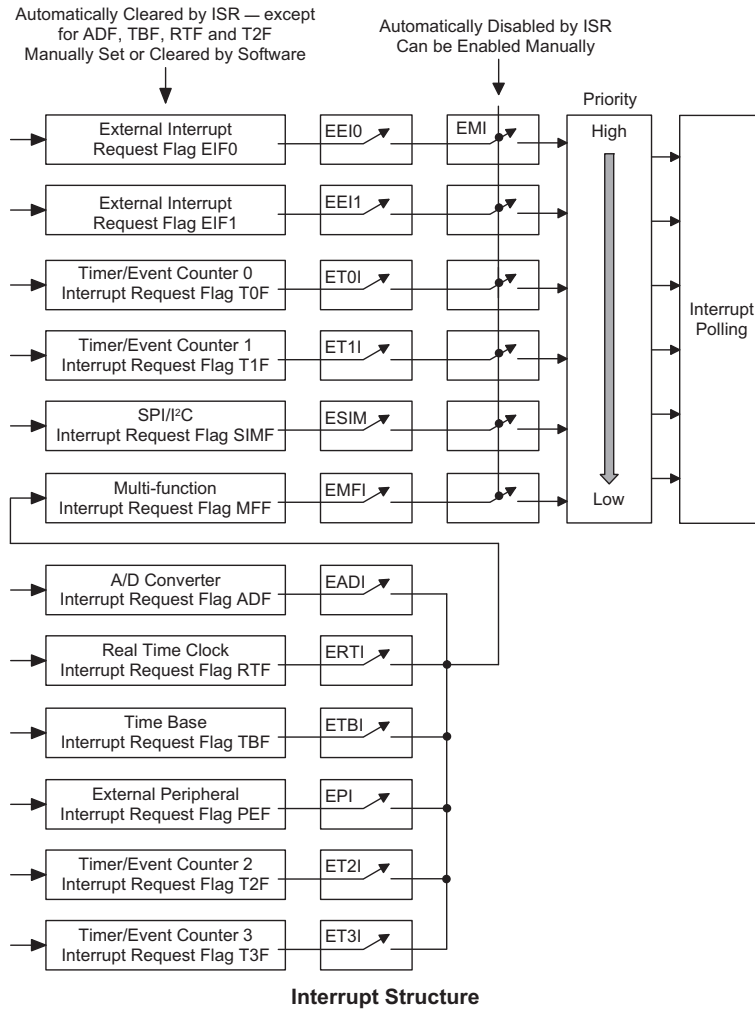 Automatically Cleared by ISR — except
for ADF, TBF, RTF and T2F
Manually Set or Cleared by Software
Automatically Disabled by ISR
Can be Enabled Manually
Priority
External Interrupt
Request Flag EIF0
EEI0
EMI
High
External Interrupt
Request Flag EIF1
EEI1
Timer/Event Counter 0
Interrupt Request Flag T0F
ET0I
Interrupt
Polling
Timer/Event Counter 1
Interrupt Request Flag T1F
ET1I
SPI/I²C
Interrupt Request Flag SIMF
ESIM
Multi-function
Interrupt Request Flag MFF
EMFI
Low
A/D Converter
Interrupt Request Flag ADF
EADI
Real Time Clock
Interrupt Request Flag RTF
ERTI
Time Base
Interrupt Request Flag TBF
ETBI
External Peripheral
Interrupt Request Flag PEF
EPI
Timer/Event Counter 2
Interrupt Request Flag T2F
ET2I
Timer/Event Counter 3
Interrupt Request Flag T3F
ET3I
Interrupt Structure